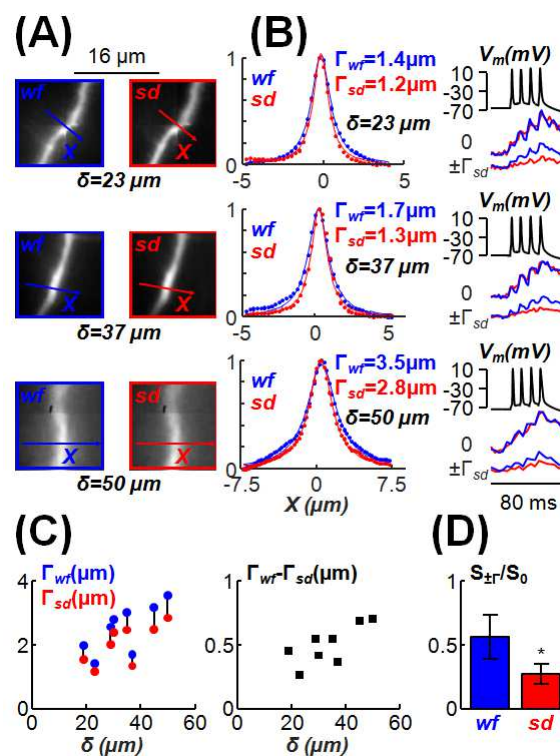 (A)
16 μm
wf
X
sd
X
δ=23 μm
wf
X
sd
X
δ=37 μm
wf
X
sd
X
δ=50 μm
(B)
1
0
wf
sd
Γwf=1.4μm
Γsd=1.2μm
δ=23 μm
-5 0 5
1
0
wf
sd
Γwf=1.7μm
Γsd=1.3μm
δ=37 μm
-5 0 5
1
0
wf
sd
Γwf=3.5μm
Γsd=2.8μm
δ=50 μm
-7.5 0 7.5
X (μm)
Vm(mV)
10
-30
-70
0
±Γsd
Vm(mV)
10
-30
-70
0
±Γsd
Vm(mV)
10
-30
-70
0
±Γsd
80 ms
(C)
Γwf(μm)
Γsd(μm)
4
2
0
0 20 40 60
δ (μm)
Γwf-Γsd(μm)
1
0.5
0
0 20 40 60
δ (μm)
(D)
S±Γ/S0
1
0.5
0
*
wf sd